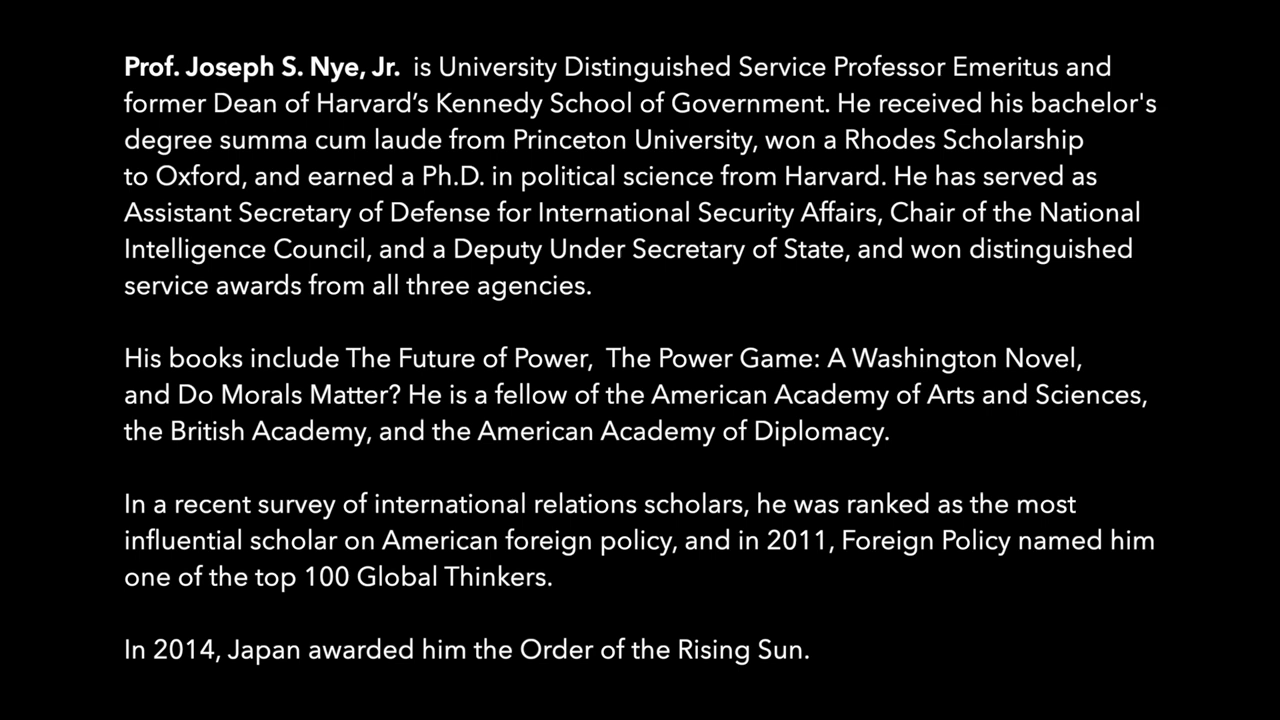 Prof. Joseph S. Nye, Jr.  is University Distinguished Service Professor Emeritus and
former Dean of Harvard’s Kennedy School of Government. He received his bachelor's
degree summa cum laude from Princeton University, won a Rhodes Scholarship
to Oxford, and earned a Ph.D. in political science from Harvard. He has served as
Assistant Secretary of Defense for International Security Affairs, Chair of the National
Intelligence Council, and a Deputy Under Secretary of State, and won distinguished
service awards from all three agencies.
His books include The Future of Power,  The Power Game: A Washington Novel,
and Do Morals Matter? He is a fellow of the American Academy of Arts and Sciences,
the British Academy, and the American Academy of Diplomacy.
In a recent survey of international relations scholars, he was ranked as the most
influential scholar on American foreign policy, and in 2011, Foreign Policy named him
one of the top 100 Global Thinkers.
In 2014, Japan awarded him the Order of the Rising Sun.